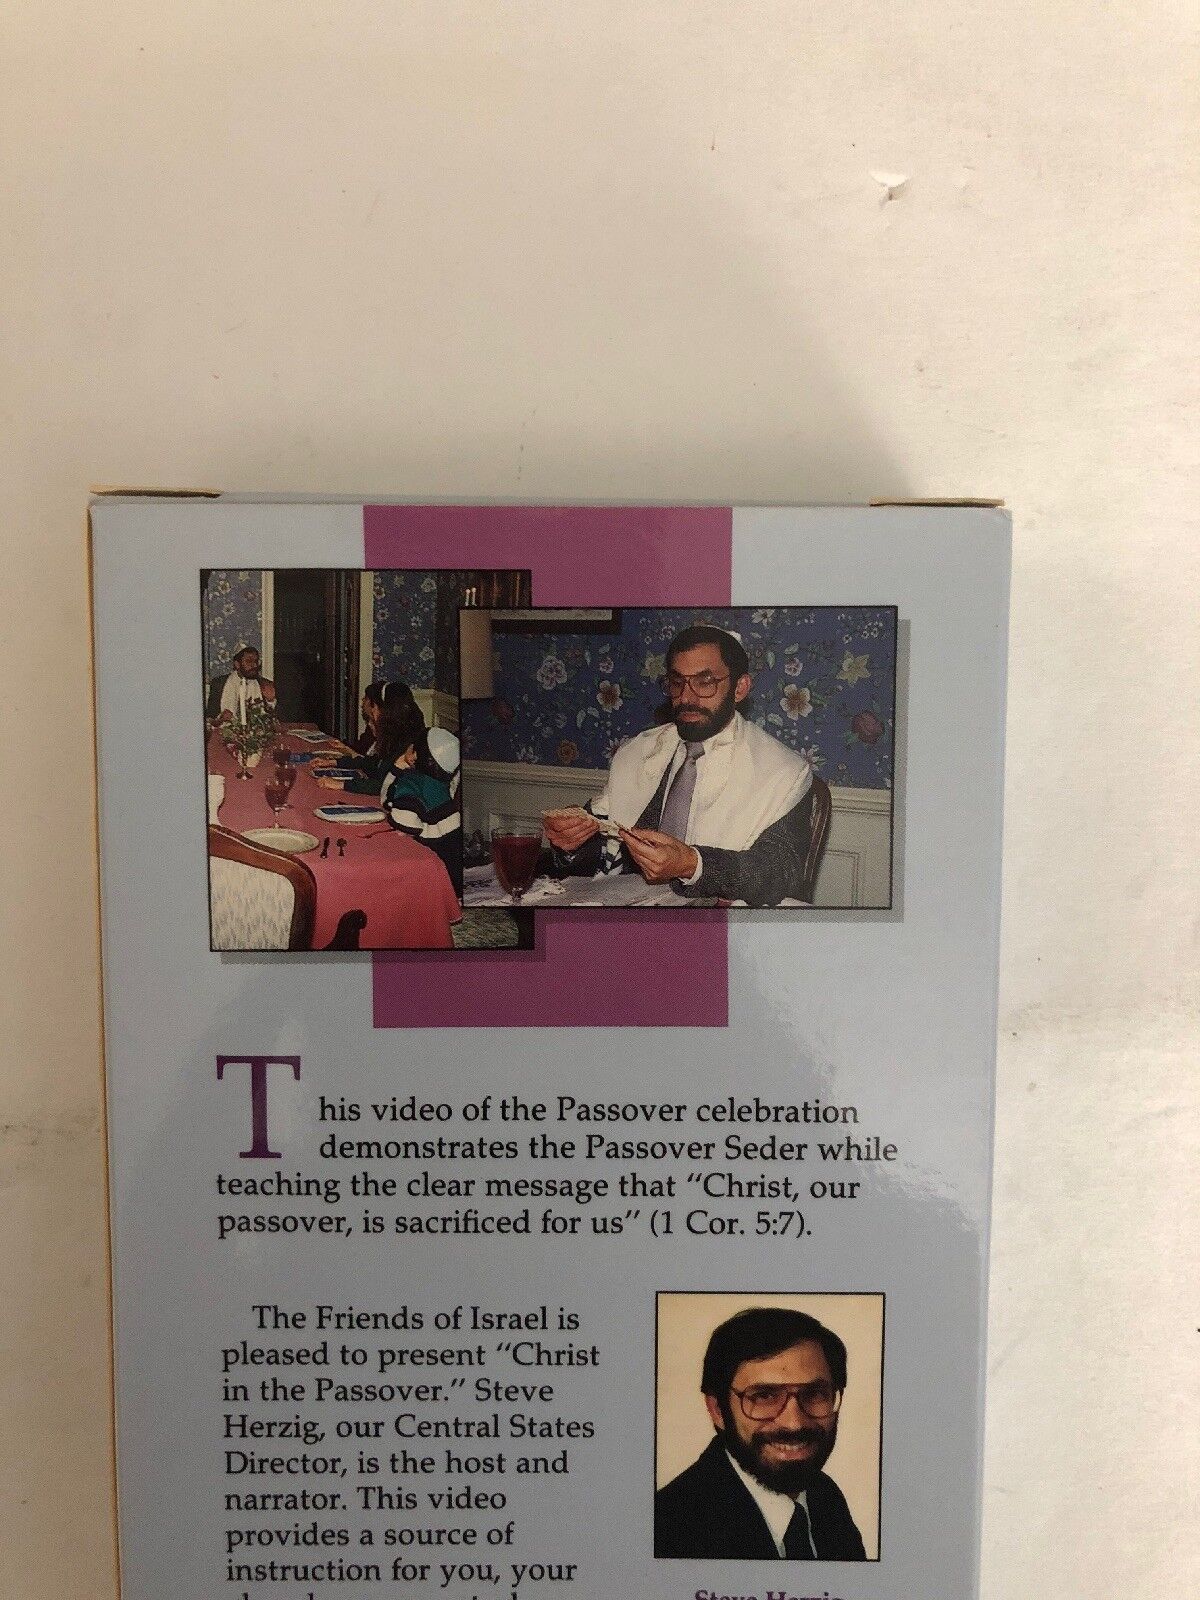 This video of the Passover celebration
demonstrates the Passover Seder while
teaching the clear message that “Christ, our
passover, is sacrificed for us” (1 Cor. 5:7).
The Friends of Israel is
pleased to present “Christ
in the Passover.” Steve
Herzig, our Central States
Director, is the host and
narrator. This video
provides a source of
instruction for you, your
Steve Herzig